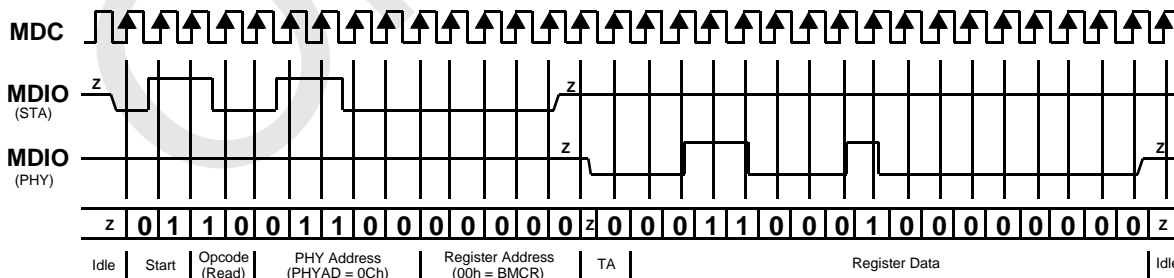 MDC
z
z
MDIO
(STA)
MDIO
z
z
(PHY)
z 0 1 1 0 0 1 1 0 0 0 0 0 0 0 z 0 0 0 1 1 0 0 0 1 0 0 0 0 0 0 0 0 z
Idle Start Opcode (Read) PHY Address (PHYAD = 0Ch) Register Address (00h = BMCR) TA Register Data Idle